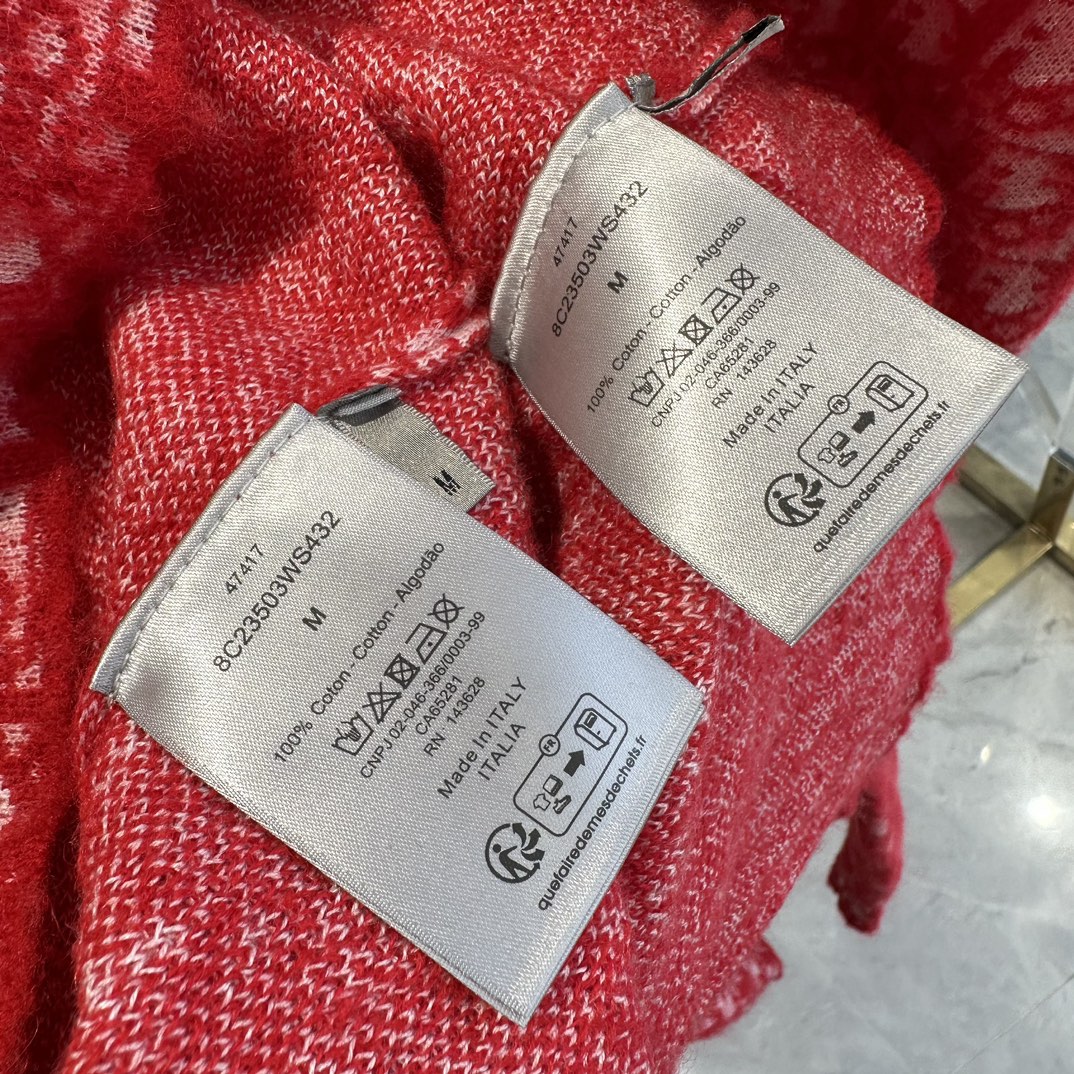 47417
8C23503WS432
M
100% Coton - Cotton - Algodão
CNPJ 02-046-366/0003-99
CA65281
RN 143628
Made In ITALY
ITALIA
FR
quefairedemesdechets.fr
M
47417
8C23503WS432
M
100% Coton - Cotton - Algodão
CNPJ 02-046-366/0003-99
CA65281
RN 143628
Made In ITALY
ITALIA
FR
quefairedemesdechets.fr